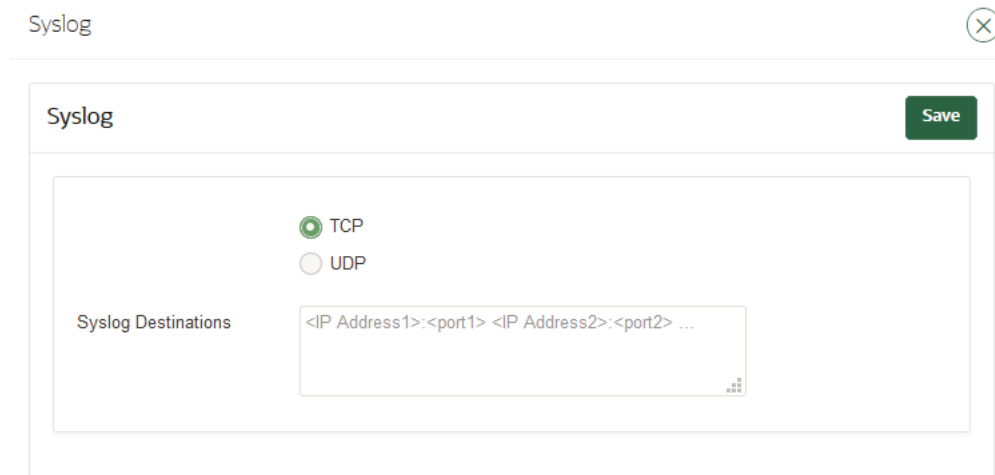 Syslog
Syslog
Save
TCP
UDP
Syslog Destinations
<IP Address1>:<port1> <IP Address2>:<port2> ...